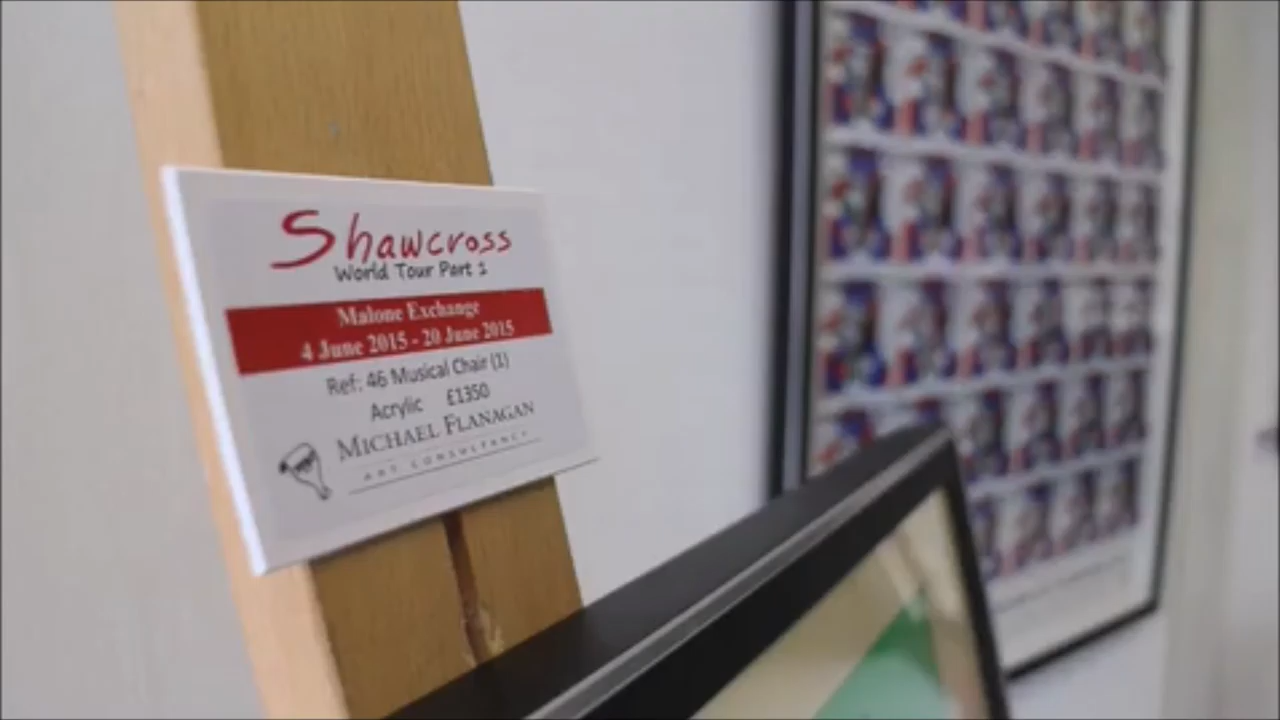 Shawcross
World Tour Part 1
Malone Exchange
4 June 2015 - 20 June 2015
Ref: 46 Musical Chair (1)
Acrylic £1350
MICHAEL FLANAGAN
ART CONSULTANCY